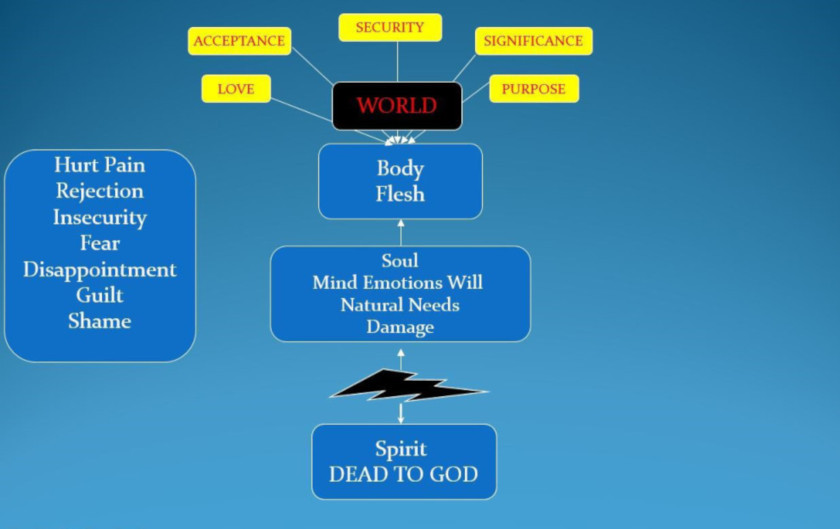 SECURITY
ACCEPTANCE
SIGNIFICANCE
LOVE
PURPOSE
WORLD
Body
Flesh
Hurt Pain
Rejection
Insecurity
Fear
Disappointment
Guilt
Shame
Soul
Mind Emotions Will
Natural Needs
Damage
Spirit
DEAD TO GOD